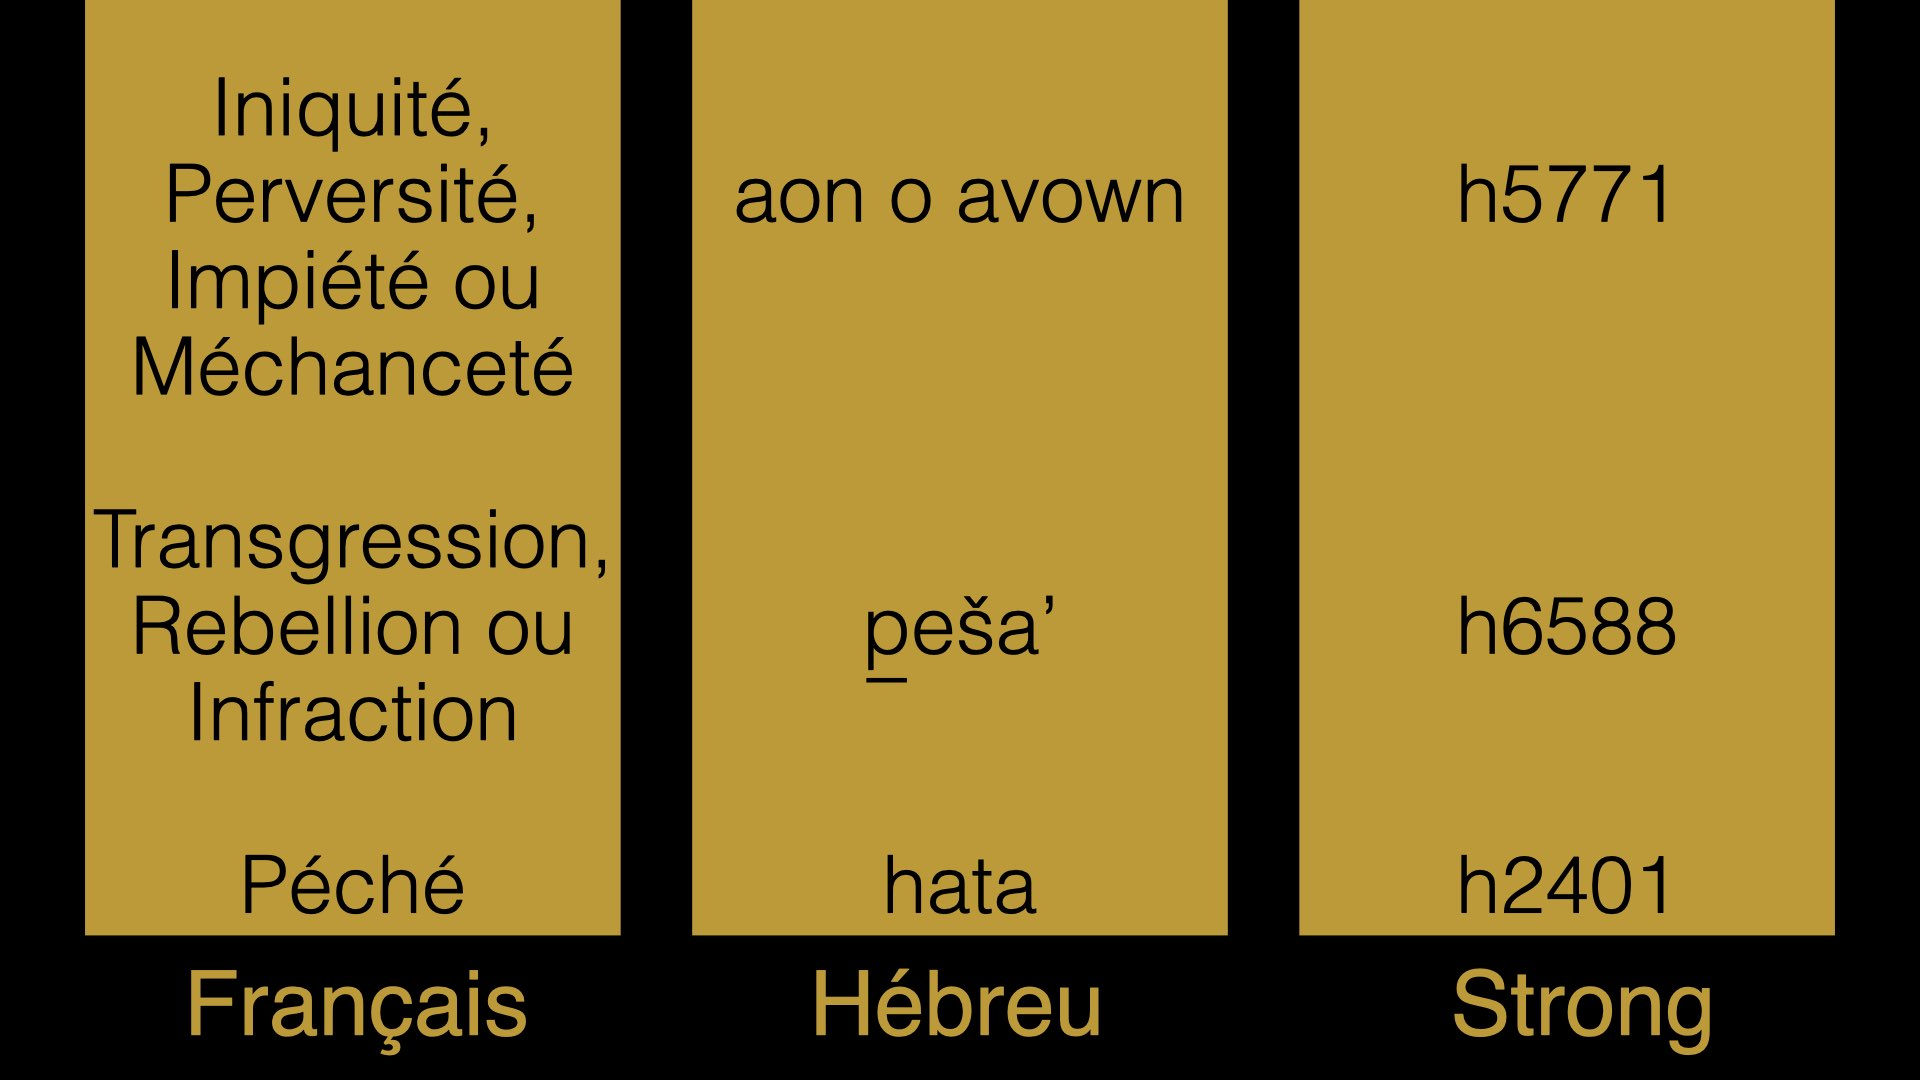 Iniquité,
Perversité,
Impiété ou
Méchanceté
Transgression,
Rebellion ou
Infraction
Péché
Français
aon o avown
p̱eša’
hata
Hébreu
h5771
h6588
h2401
Strong